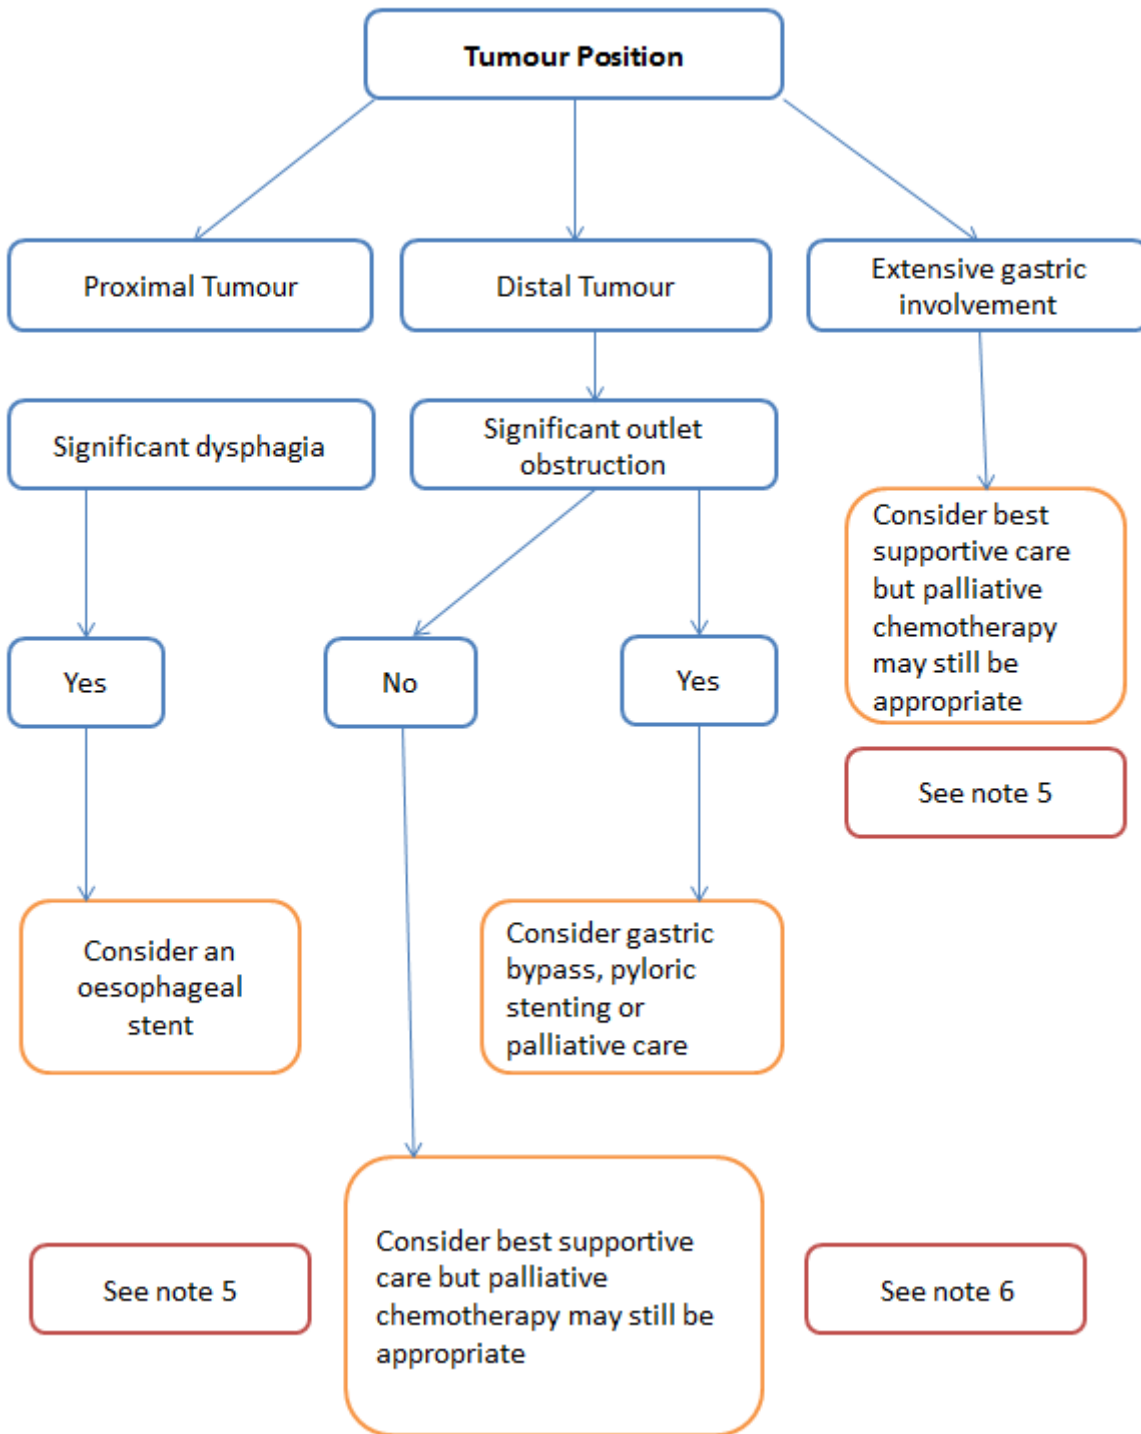 Tumour Position
Proximal Tumour
Distal Tumour
Extensive gastric
involvement
Significant dysphagia
Significant outlet
obstruction
Consider best
supportive care
but palliative
chemotherapy
may still be
appropriate
Yes
No
Yes
See note 5
Consider an
oesophageal
stent
Consider gastric
bypass, pyloric
stenting or
palliative care
See note 5
Consider best supportive
care but palliative
chemotherapy may still be
appropriate
See note 6